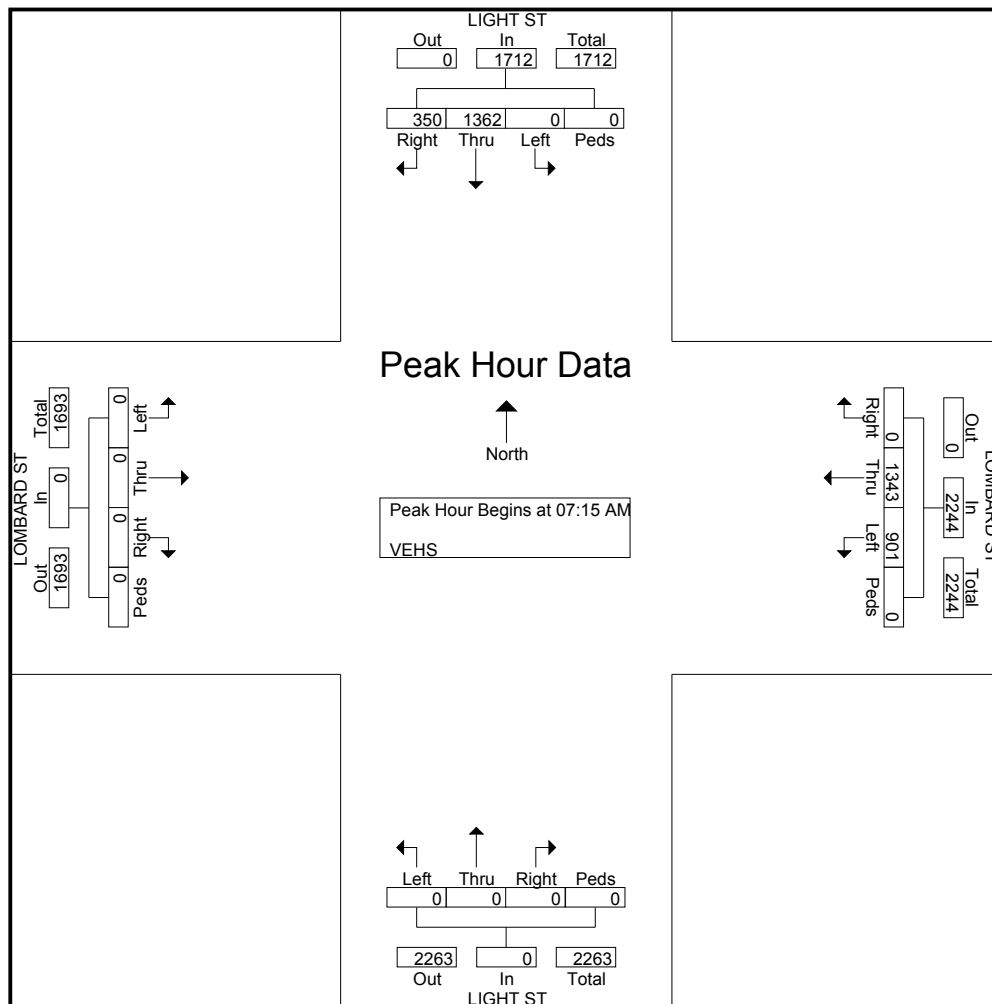 LIGHT ST
Out In Total
0 1712 1712
350 1362 0 0
Right Thru Left Peds
Peak Hour Data
North
Peak Hour Begins at 07:15 AM
VEHS
LOMBARD ST
Out In Total
1693 0 1693
0 0 0 0
Left Thru Right Peds
LOMBARD ST
Out In Total
0 2244 2244
0 1343 901 0
Right Thru Left Peds
Left Thru Right Peds
0 0 0 0
2263 0 2263
Out In Total
LIGHT ST